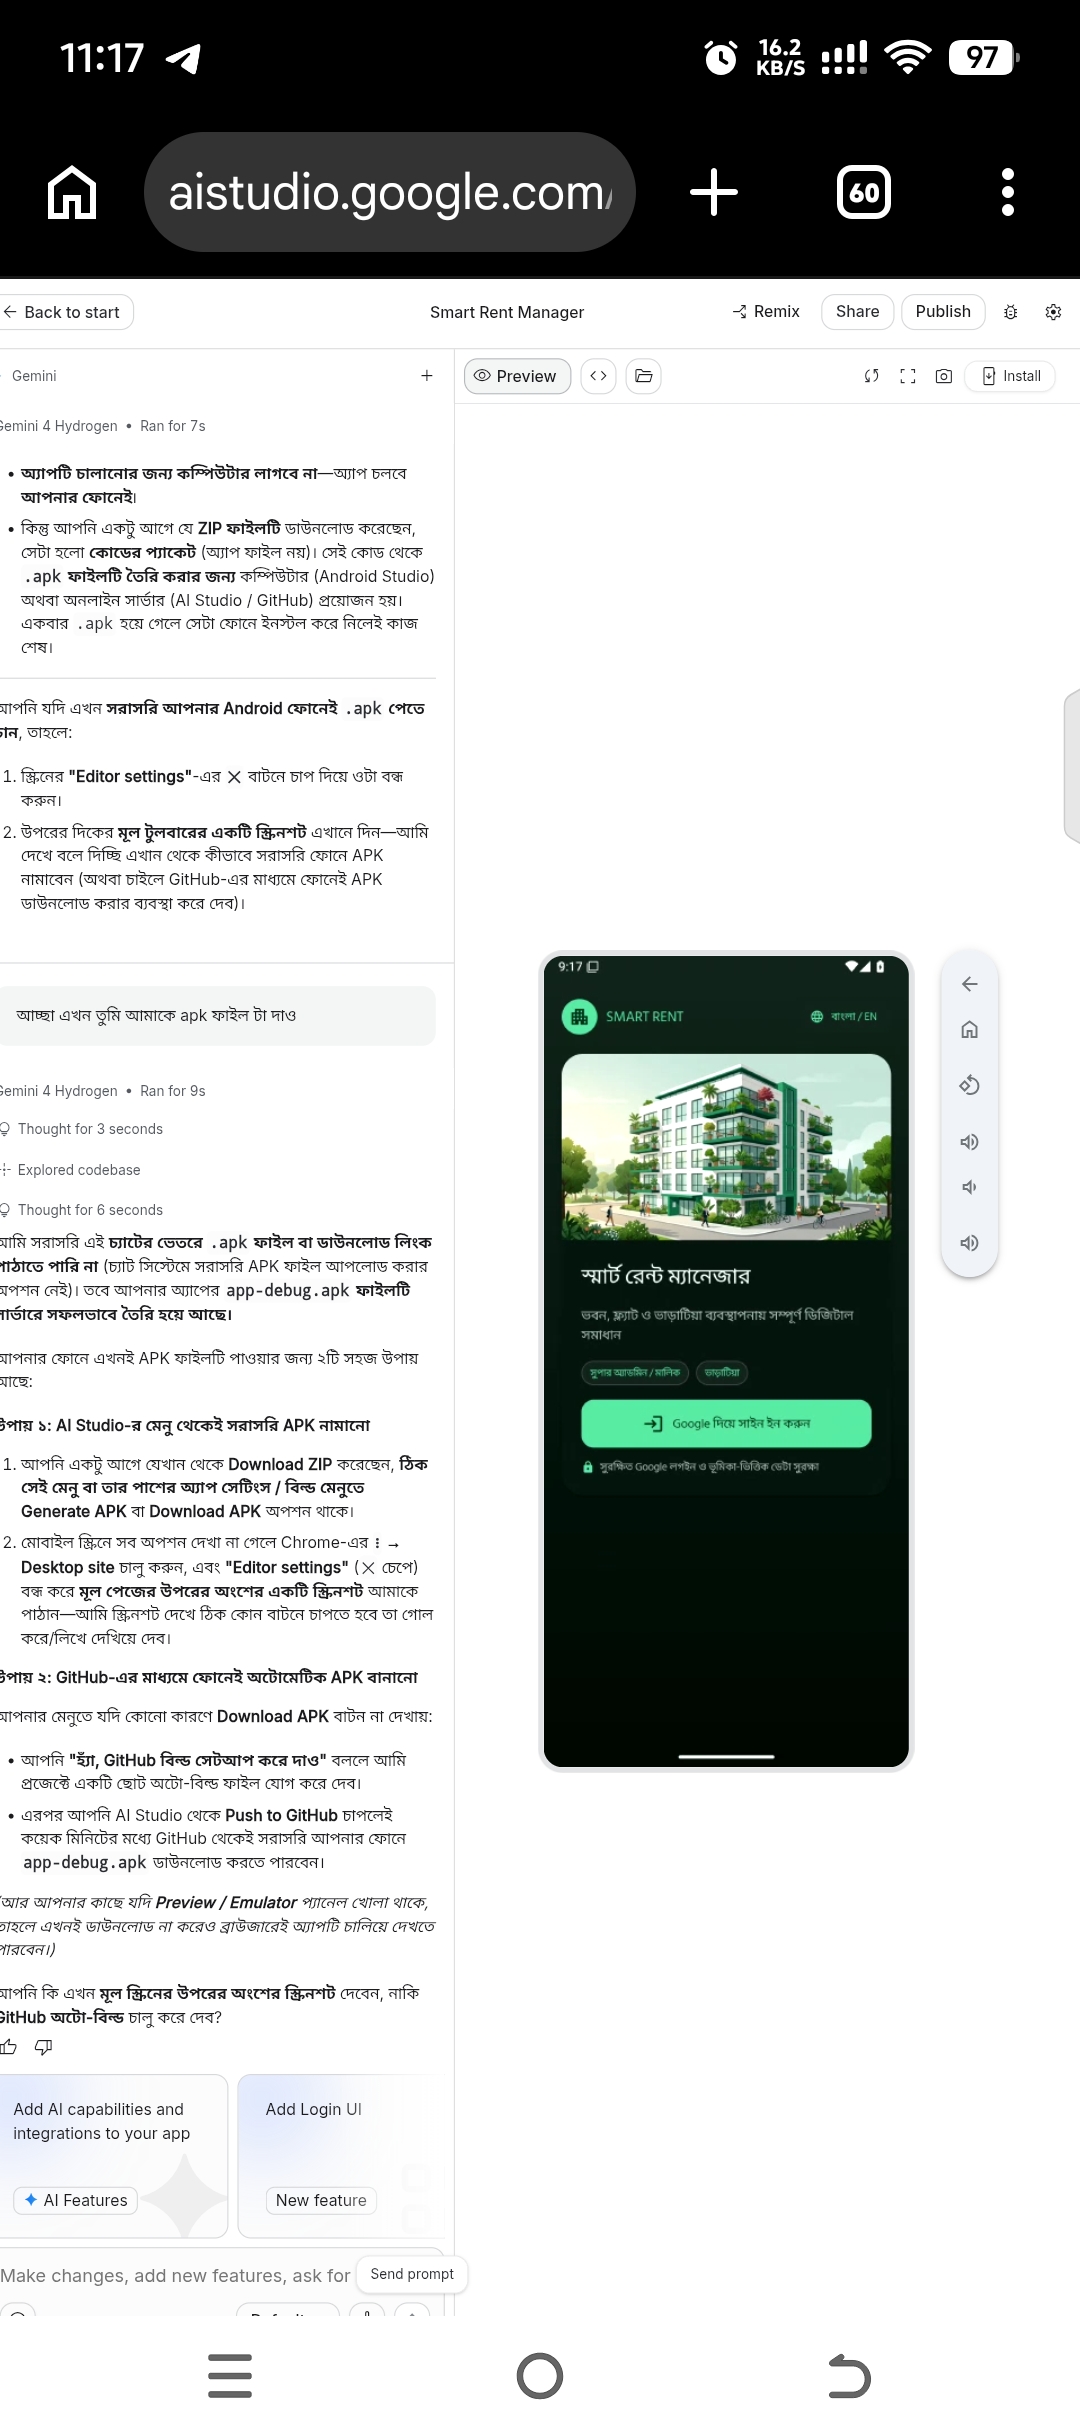 11:17
16.2
KB/S
97
aistudio.google.com/
60
Back to start
Smart Rent Manager
Remix
Share
Publish
Gemini
Preview
Install
Gemini 4 Hydrogen • Ran for 7s
• অ্যাপটি চালানোর জন্য কম্পিউটার লাগবে না—অ্যাপ চলবে
আপনার ফোনেই।
• কিন্তু আপনি একটু আগে যে ZIP ফাইলটি ডাউনলোড করেছেন,
সেটা হলো কোডের প্যাকেট (অ্যাপ ফাইল নয়)। সেই কোড থেকে
.apk ফাইলটি তৈরি করার জন্য কম্পিউটার (Android Studio)
অথবা অনলাইন সার্ভার (AI Studio / GitHub) প্রয়োজন হয়।
একবার .apk হয়ে গেলে সেটা ফোনে ইনস্টল করে নিলেই কাজ
শেষ।
আপনি যদি এখন সরাসরি আপনার Android ফোনেই .apk পেতে
চান, তাহলে:
1. স্ক্রিনের "Editor settings"-এর ✕ বাটনে চাপ দিয়ে ওটা বন্ধ
করুন।
2. উপরের দিকের মূল টুলবারের একটি স্ক্রিনশট এখানে দিন—আমি
দেখে বলে দিচ্ছি এখান থেকে কীভাবে সরাসরি ফোনে APK
নামাবেন (অথবা চাইলে GitHub-এর মাধ্যমে ফোনেই APK
ডাউনলোড করার ব্যবস্থা করে দেব)।
আচ্ছা এখন তুমি আমাকে apk ফাইল টা দাও
Gemini 4 Hydrogen • Ran for 9s
Thought for 3 seconds
Explored codebase
Thought for 6 seconds
আমি সরাসরি এই চ্যাটের ভেতরে .apk ফাইল বা ডাউনলোড লিংক
পাঠাতে পারি না (চ্যাট সিস্টেমে সরাসরি APK ফাইল আপলোড করার
অপশন নেই)। তবে আপনার অ্যাপের app-debug.apk ফাইলটি
সার্ভারে সফলভাবে তৈরি হয়ে আছে।
আপনার ফোনে এখনই APK ফাইলটি পাওয়ার জন্য ২টি সহজ উপায়
আছে:
উপায় ১: AI Studio-র মেনু থেকেই সরাসরি APK নামানো
1. আপনি একটু আগে যেখান থেকে Download ZIP করেছেন, ঠিক
সেই মেনু বা তার পাশের অ্যাপ সেটিংস / বিল্ড মেনুতে
Generate APK বা Download APK অপশন থাকে।
2. মোবাইল স্ক্রিনে সব অপশন দেখা না গেলে Chrome-এর ⋮ →
Desktop site চালু করুন, এবং "Editor settings" (✕ চেপে)
বন্ধ করে মূল পেজের উপরের অংশের একটি স্ক্রিনশট আমাকে
পাঠান—আমি স্ক্রিনশট দেখে ঠিক কোন বাটনে চাপতে হবে তা গোল
করে/লিখে দেখিয়ে দেব।
উপায় ২: GitHub-এর মাধ্যমে ফোনেই অটোমেটিক APK বানানো
আপনার মেনুতে যদি কোনো কারণে Download APK বাটন না দেখায়:
• আপনি "হ্যাঁ, GitHub বিল্ড সেটআপ করে দাও" বললে আমি
প্রজেক্টে একটি ছোট অটো-বিল্ড ফাইল যোগ করে দেব।
• এরপর আপনি AI Studio থেকে Push to GitHub চাপলেই
কয়েক মিনিটের মধ্যে GitHub থেকেই সরাসরি আপনার ফোনে
app-debug.apk ডাউনলোড করতে পারবেন।
(আর আপনার কাছে যদি Preview / Emulator প্যানেল খোলা থাকে,
তাহলে এখনই ডাউনলোড না করেও ব্রাউজারেই অ্যাপটি চালিয়ে দেখতে
পারবেন।)
আপনি কি এখন মূল স্ক্রিনের উপরের অংশের স্ক্রিনশট দেবেন, নাকি
GitHub অটো-বিল্ড চালু করে দেব?
Add AI capabilities and
integrations to your app
AI Features
Add Login UI
New feature
Make changes, add new features, ask for
Send prompt
9:17
SMART RENT
বাংলা / EN
স্মার্ট রেন্ট ম্যানেজার
ভবন, ফ্ল্যাট ও ভাড়াটিয়া ব্যবস্থাপনায় সম্পূর্ণ ডিজিটাল
সমাধান
সুপার অ্যাডমিন / মালিক
ভাড়াটিয়া
Google দিয়ে সাইন ইন করুন
সুরক্ষিত Google লগইন ও ভূমিকা-ভিত্তিক ডেটা সুরক্ষা